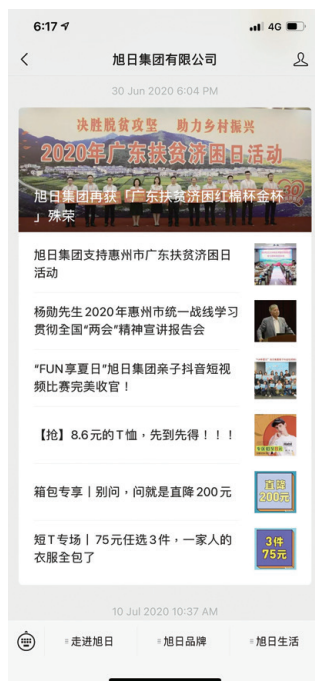 6:17
4G
旭日集团有限公司
30 Jun 2020 6:04 PM
决胜脱贫攻坚 助力乡村振兴
2020年广东扶贫济困日活动
旭日集团再获「广东扶贫济困红棉杯金杯
」殊荣
旭日集团支持惠州市广东扶贫济困日
活动
杨勋先生2020年惠州市统一战线学习
贯彻全国“两会”精神宣讲报告会
“FUN享夏日”旭日集团亲子抖音短视
频比赛完美收官！
【抢】8.6元的T恤，先到先得！！！
箱包专享丨别问，问就是直降200元
直降
200元
短T专场丨75元任选3件，一家人的
衣服全包了
3件
75元
10 Jul 2020 10:37 AM
走进旭日
旭日品牌
旭日生活